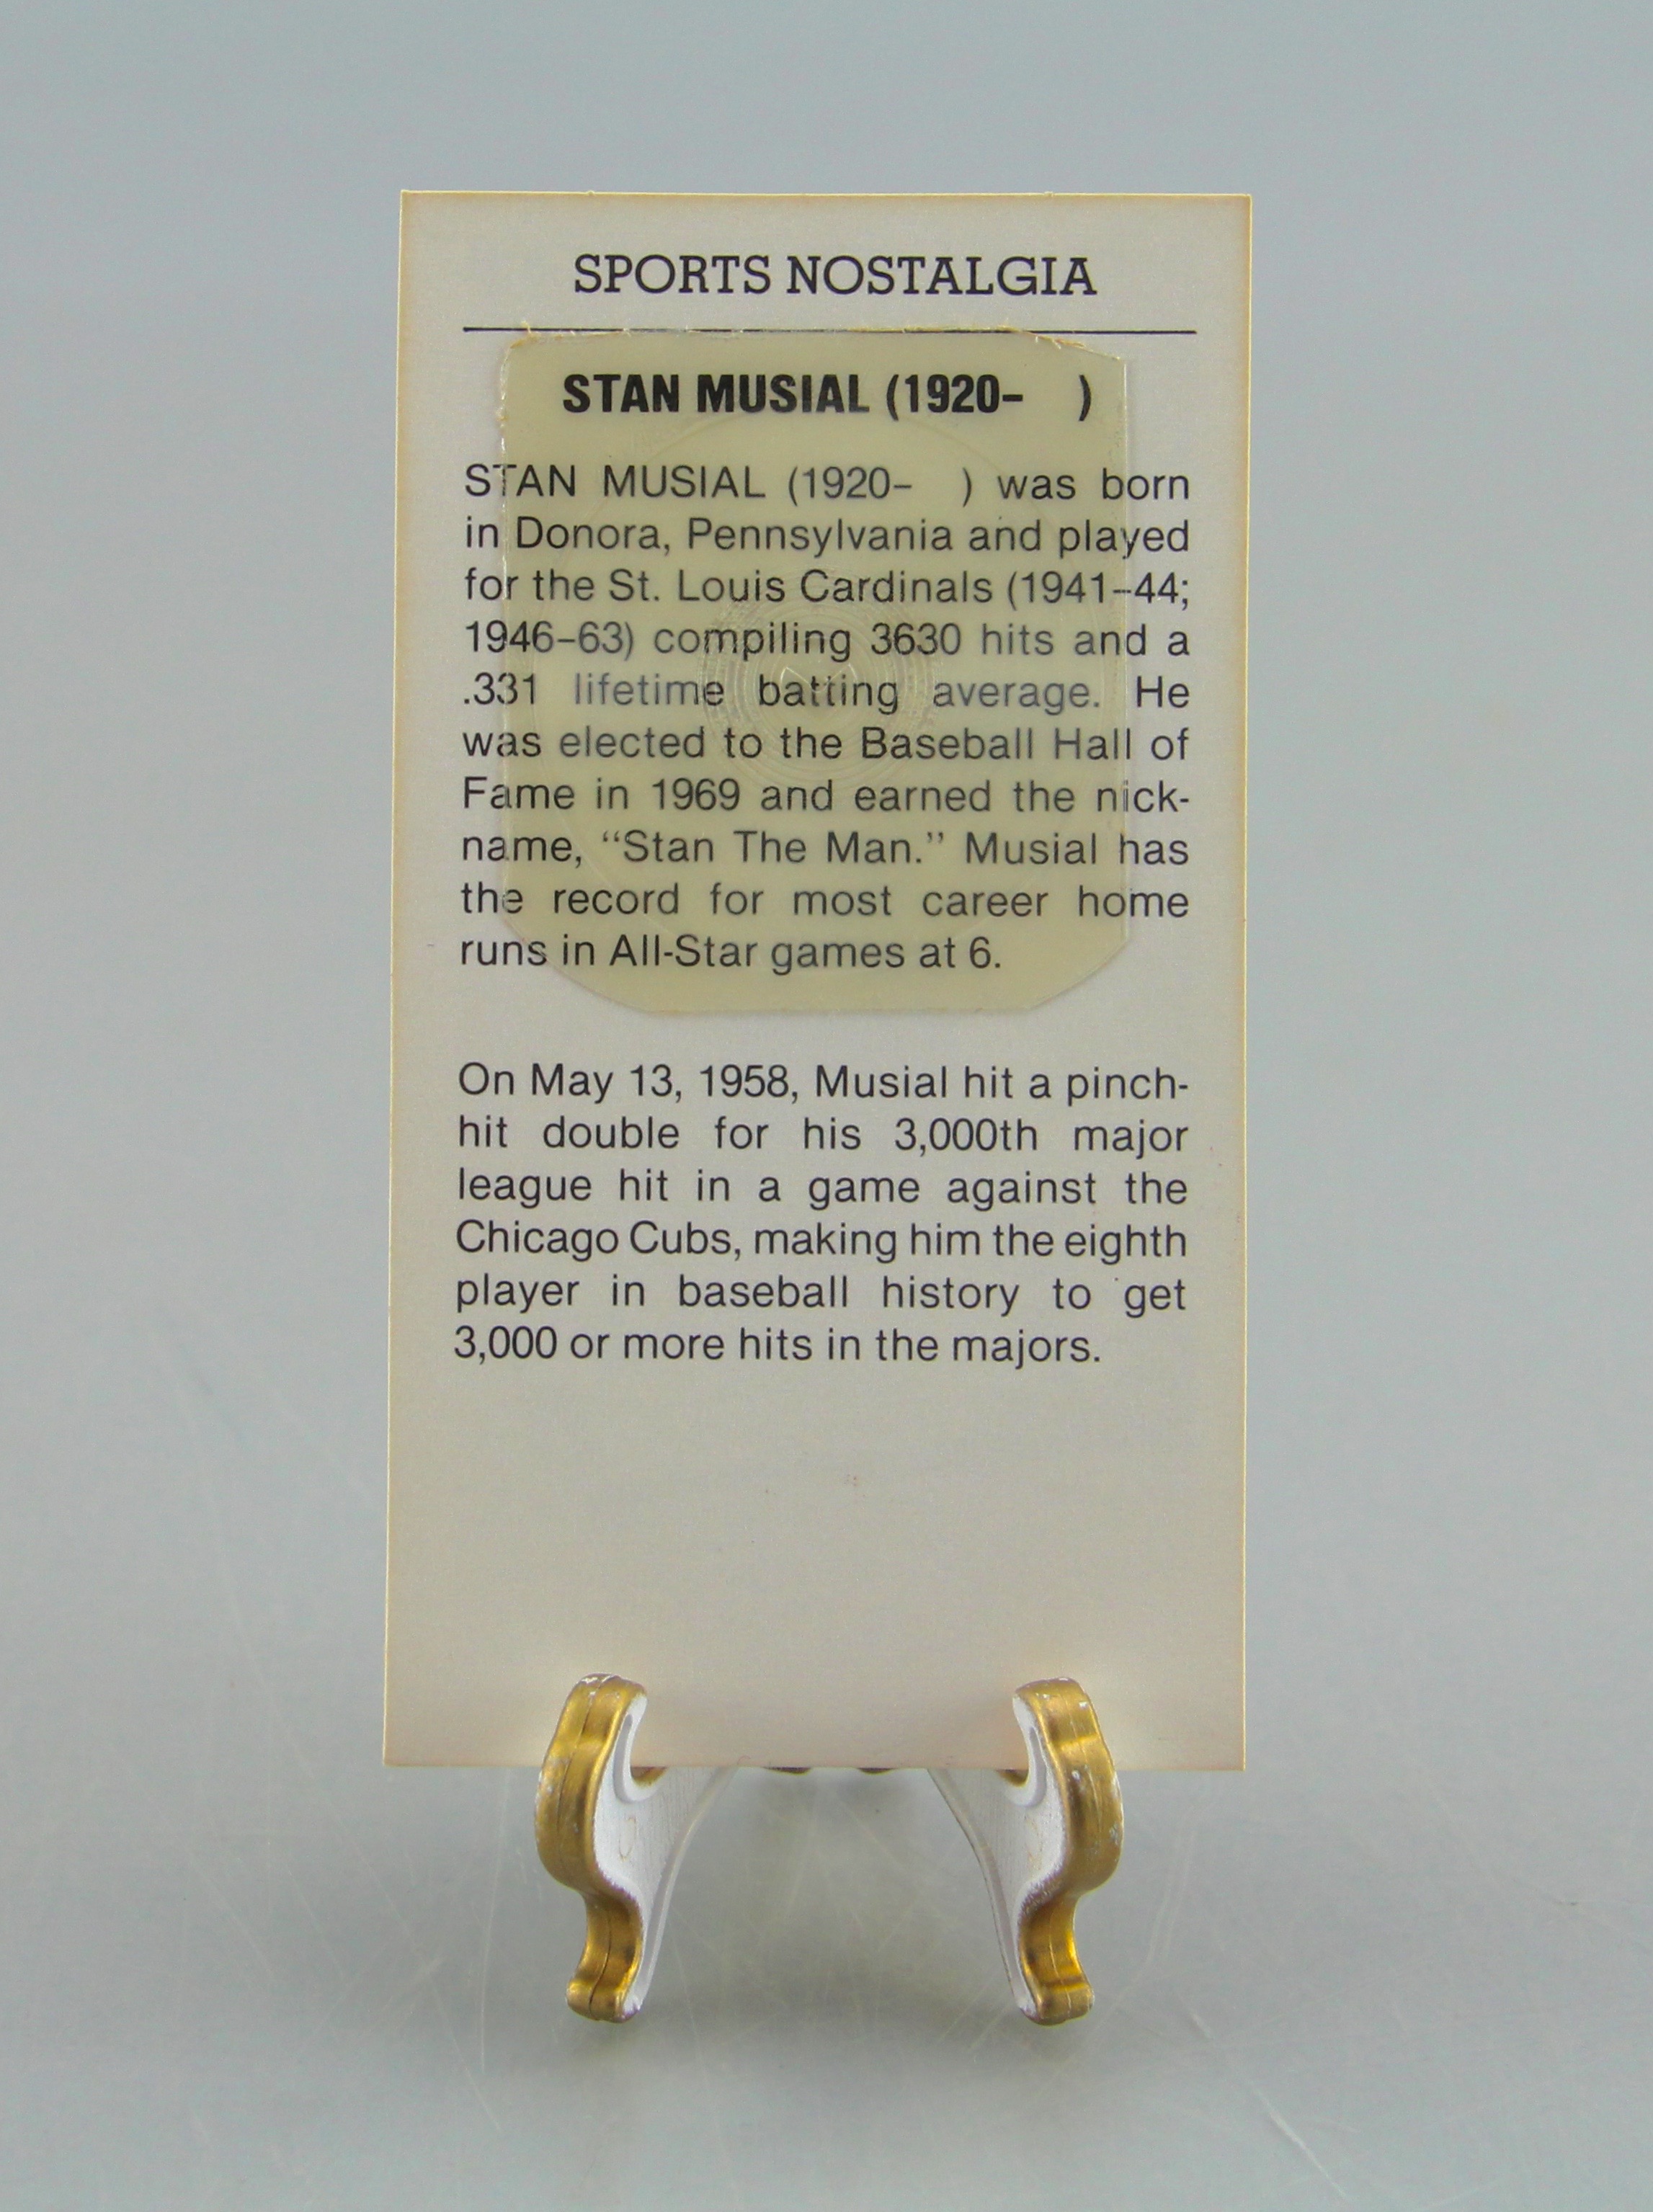 SPORTS NOSTALGIA
STAN MUSIAL (1920–    )
STAN MUSIAL (1920–    ) was born
in Donora, Pennsylvania and played
for the St. Louis Cardinals (1941–44;
1946–63) compiling 3630 hits and a
.331 lifetime batting average. He
was elected to the Baseball Hall of
Fame in 1969 and earned the nick-
name, “Stan The Man.” Musial has
the record for most career home
runs in All-Star games at 6.
On May 13, 1958, Musial hit a pinch-
hit double for his 3,000th major
league hit in a game against the
Chicago Cubs, making him the eighth
player in baseball history to get
3,000 or more hits in the majors.